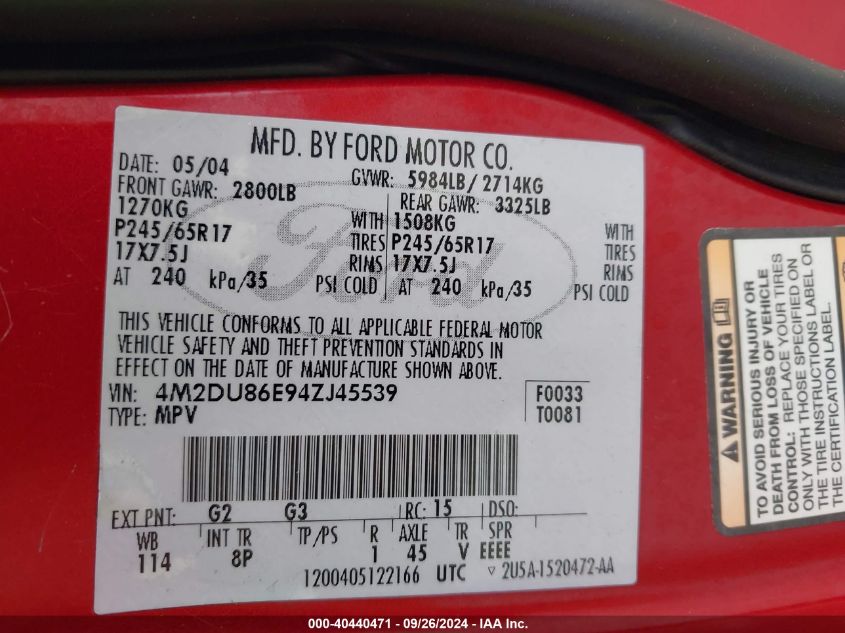 MFD. BY FORD MOTOR CO.
DATE: 05/04 GVWR: 5984LB / 2714KG
FRONT GAWR: 2800LB REAR GAWR: 3325LB
1270KG WITH 1508KG WITH
P245/65R17 TIRES P245/65R17 TIRES
17X7.5J RIMS 17X7.5J RIMS
AT 240 kPa/35 PSI COLD AT 240 kPa/35 PSI COLD
Ford
THIS VEHICLE CONFORMS TO ALL APPLICABLE FEDERAL MOTOR
VEHICLE SAFETY AND THEFT PREVENTION STANDARDS IN
EFFECT ON THE DATE OF MANUFACTURE SHOWN ABOVE.
VIN: 4M2DU86E94ZJ45539 F0033
TYPE: MPV T0081
EXT PNT: G2 G3 RC: 15 DSO:
WB INT TR TP/PS R AXLE TR SPR
114 8P 1 45 V EEEE
1200405122166 UTC ▽ 2U5A-1520472-AA
WARNING
TO AVOID SERIOUS INJURY OR
DEATH FROM LOSS OF VEHICLE
CONTROL: REPLACE YOUR TIRES
ONLY WITH THOSE SPECIFIED ON
THE TIRE INSTRUCTIONS LABEL OR
THE CERTIFICATION LABEL.
000-40440471 - 09/26/2024 - IAA Inc.